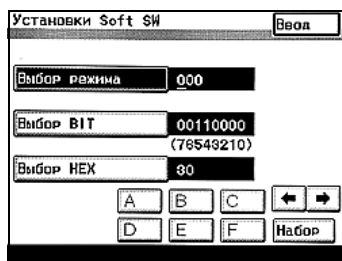 Установки Soft SW
Ввод
Выбор режима 000
Выбор BIT 00110000
(76543210)
Выбор HEX 30
A B C
D E F Набор